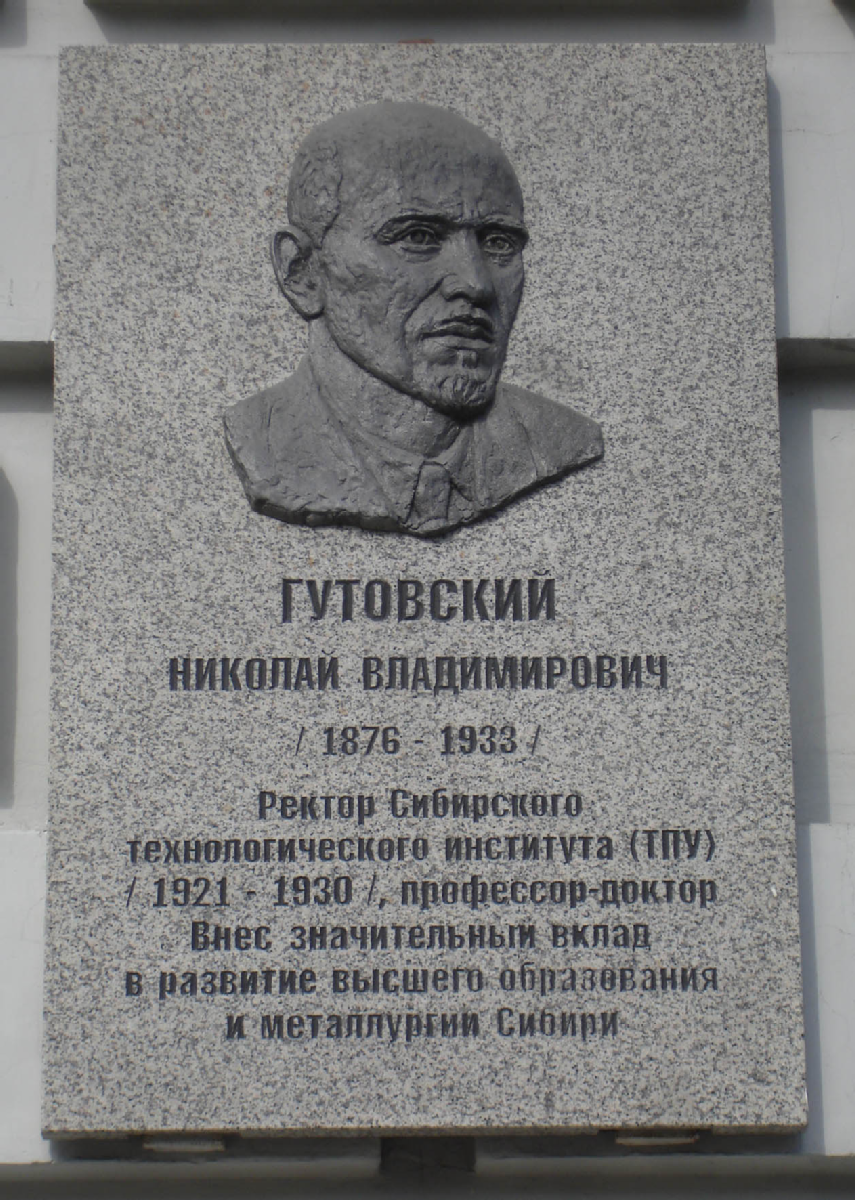 ГУТОВСКИЙ
НИКОЛАЙ ВЛАДИМИРОВИЧ
/ 1876 - 1933 /
Ректор Сибирского
технологического института (ТПУ)
/ 1921 - 1930 /, профессор-доктор
Внес значительный вклад
в развитие высшего образования
и металлургии Сибири